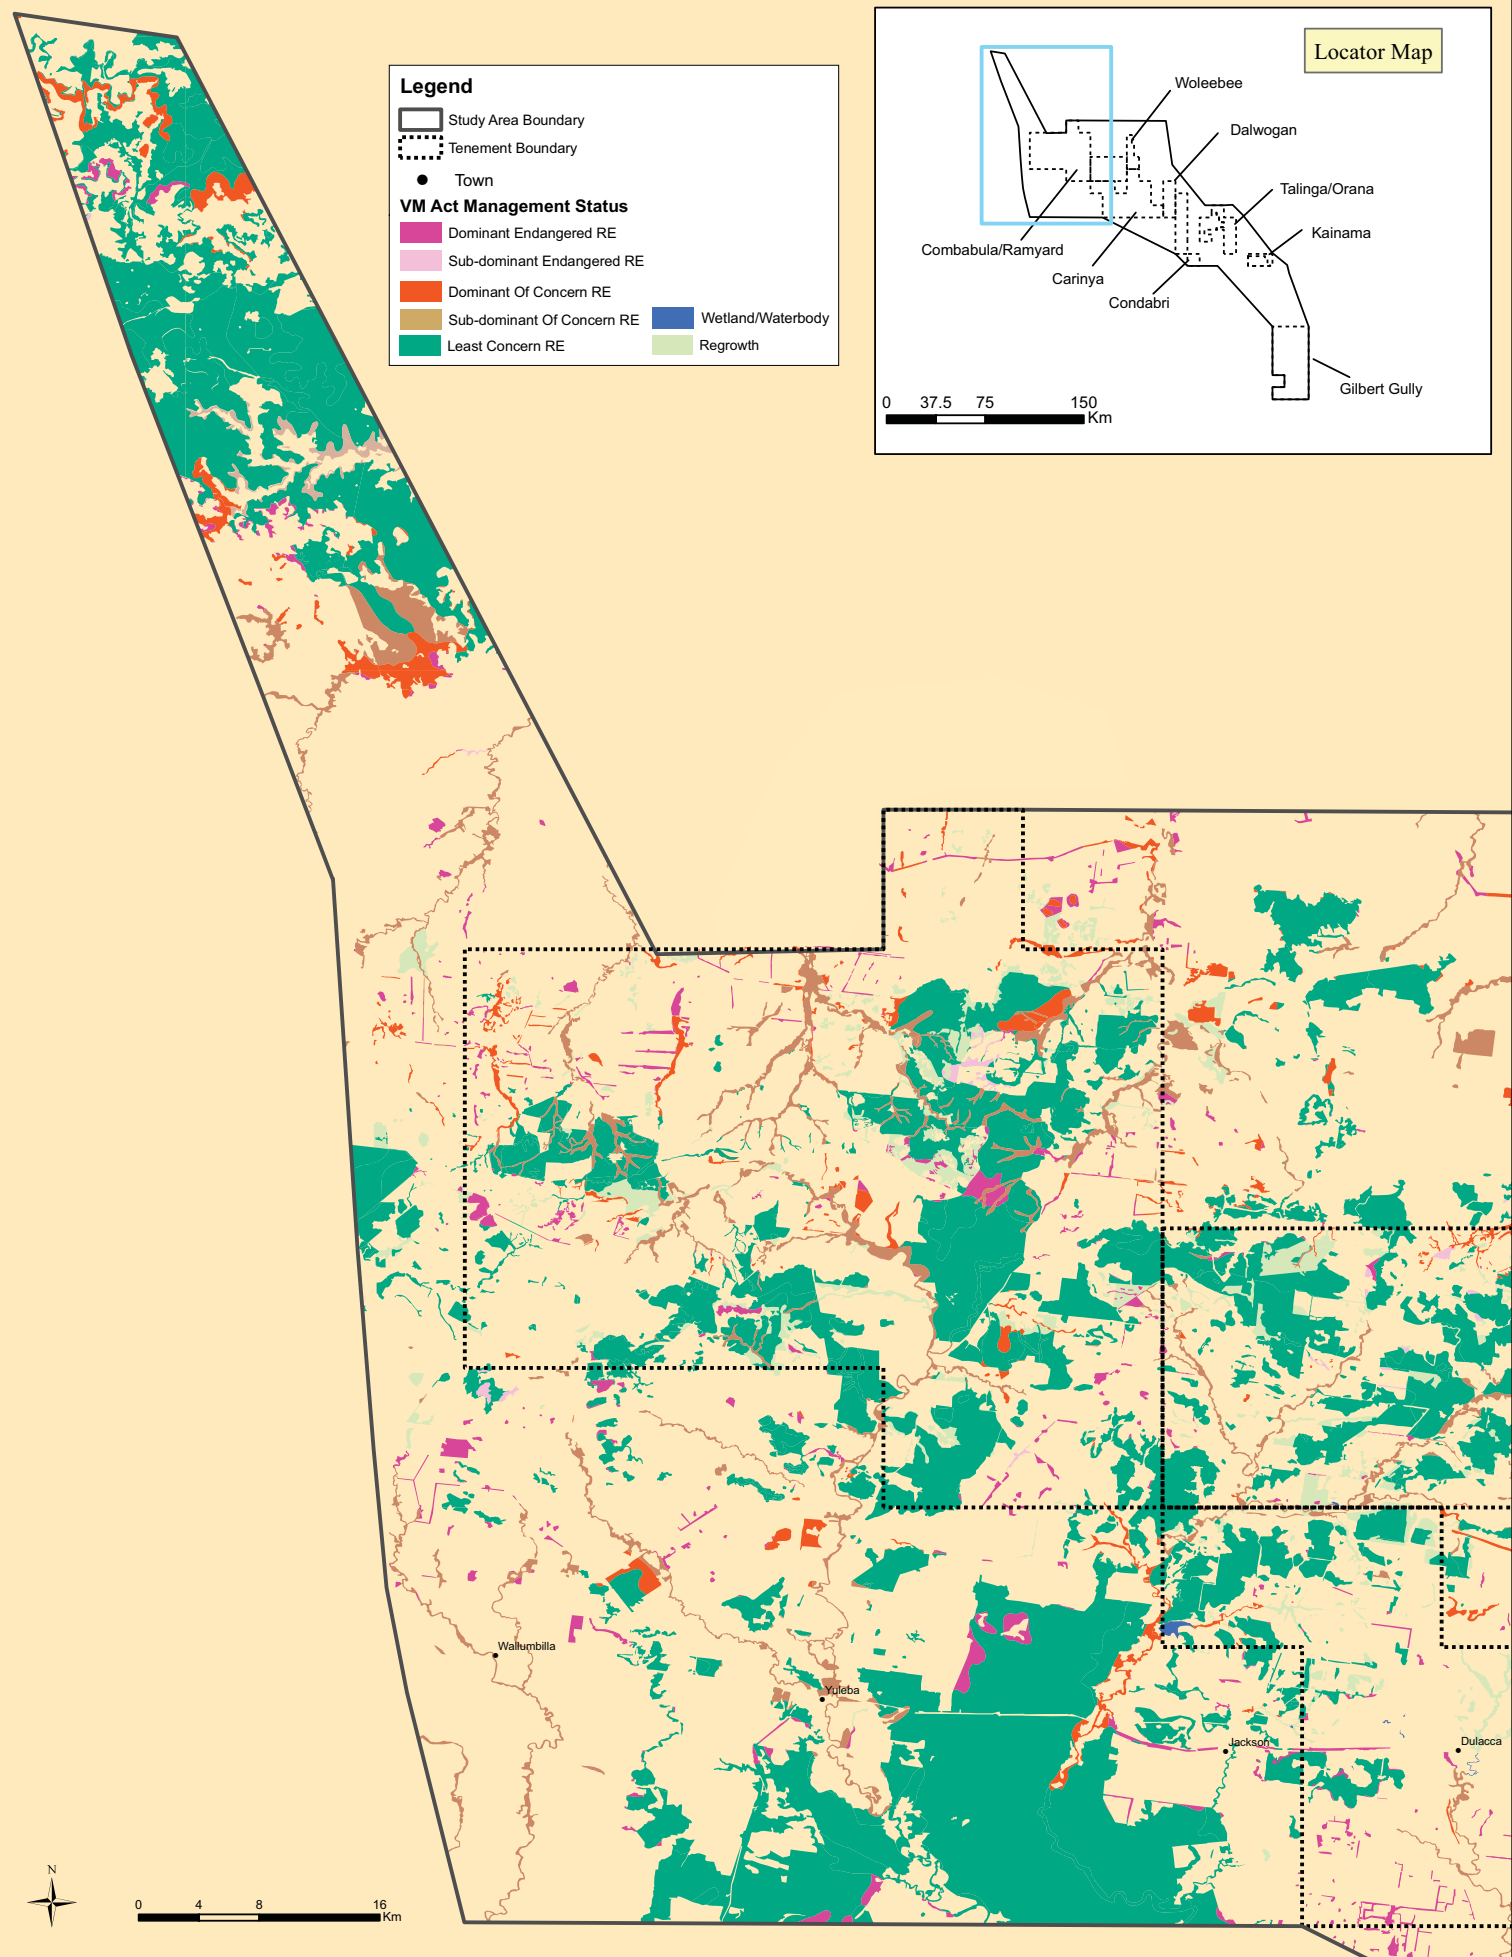 Locator Map
Woleebee
Dalwogan
Talinga/Orana
Kainama
Combabula/Ramyard
Carinya
Condabri
Gilbert Gully
0 37.5 75 150
Km
Legend
Study Area Boundary
Tenement Boundary
Town
VM Act Management Status
Dominant Endangered RE
Sub-dominant Endangered RE
Dominant Of Concern RE
Sub-dominant Of Concern RE
Wetland/Waterbody
Least Concern RE
Regrowth
Wallumbilla
Yuleba
Jackson
Dulacca
N
0 4 8 16
Km